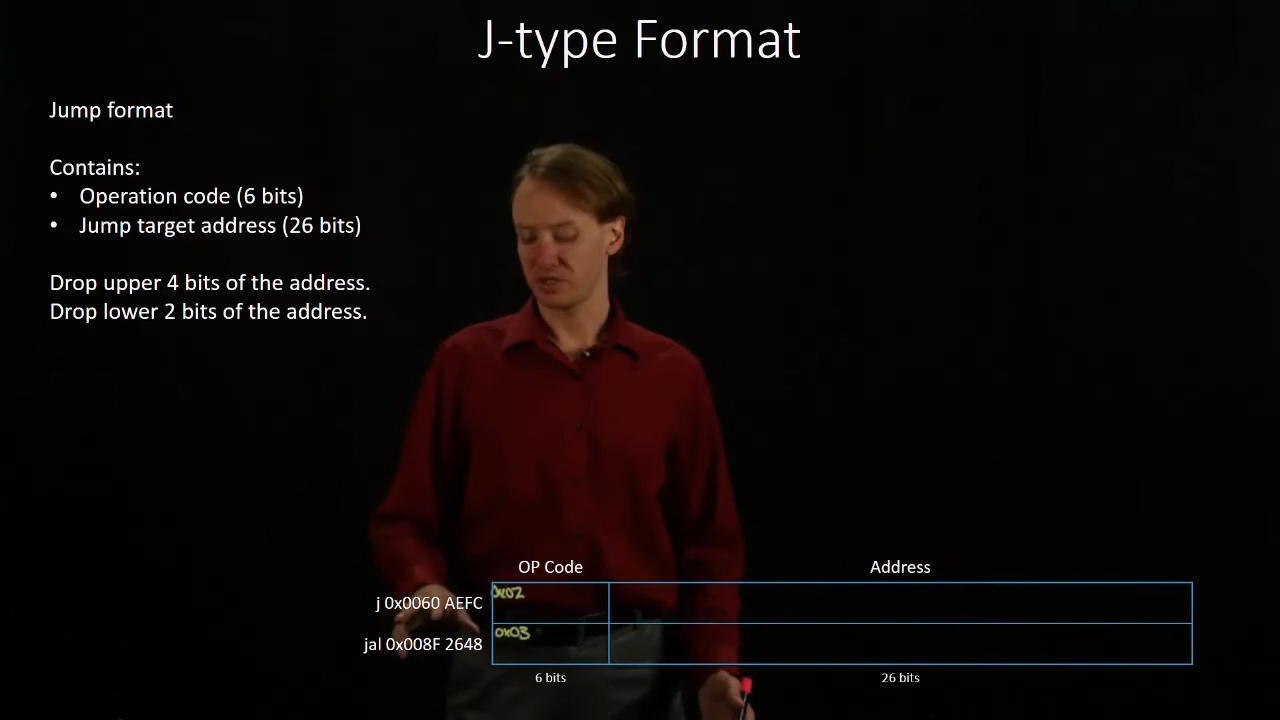 J-type Format
Jump format
Contains:
• Operation code (6 bits)
• Jump target address (26 bits)
Drop upper 4 bits of the address.
Drop lower 2 bits of the address.
OP Code Address
j 0x0060 AEFC 0x02
jal 0x008F 2648 0x03
6 bits 26 bits